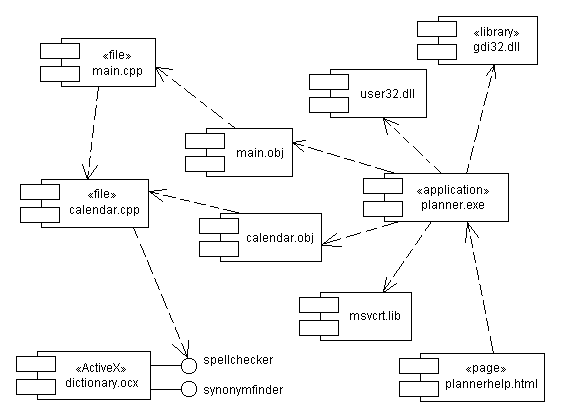 «library»
gdi32.dll
«file»
main.cpp
user32.dll
main.obj
«file»
calendar.cpp
«application»
planner.exe
calendar.obj
msvcrt.lib
spellchecker
«ActiveX»
dictionary.ocx
synonymfinder
«page»
plannerhelp.html